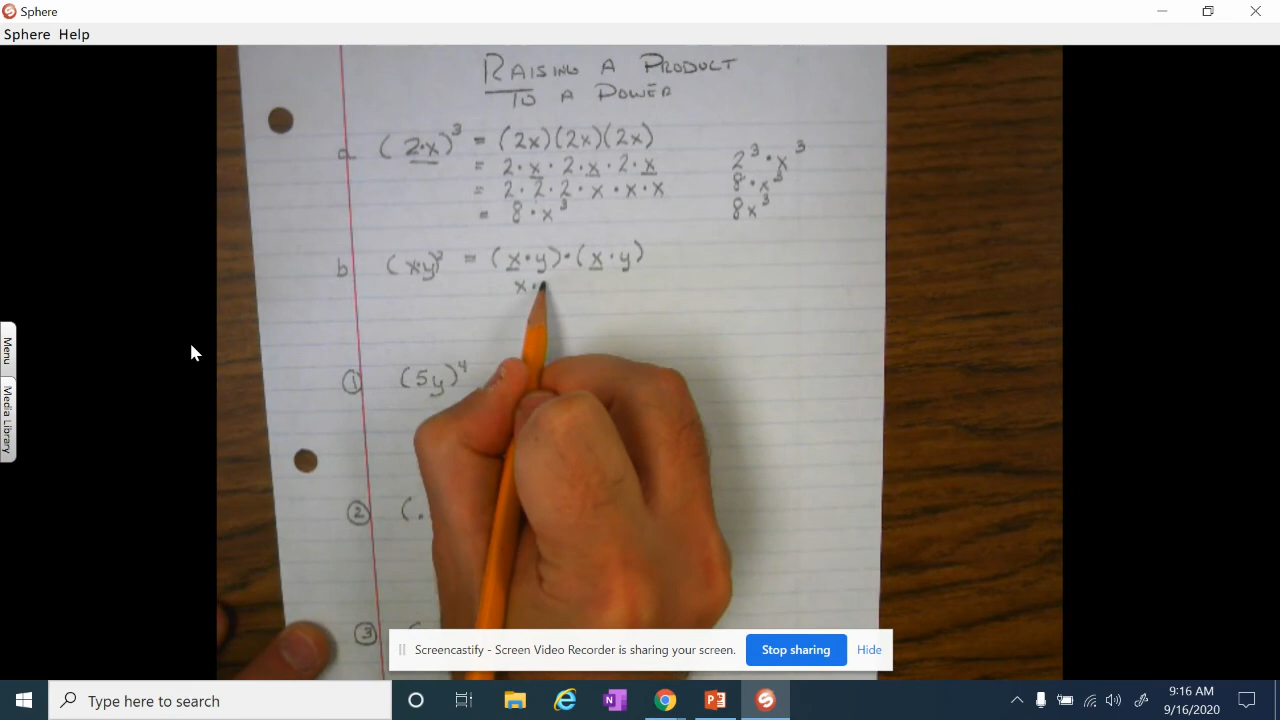 Sphere
Sphere Help
RAISING A PRODUCT
TO A POWER
a (2·x)³ = (2x)(2x)(2x)
= 2·x·2·x·2·x
= 2·2·2·x·x·x
= 8·x³
2³·x³
8·x³
8x³
b (x·y)² = (x·y)·(x·y)
x·
① (5y)⁴
② (.
③ (
Menu
Media Library
Screencastify - Screen Video Recorder is sharing your screen.
Stop sharing
Hide
Type here to search
9:16 AM
9/16/2020